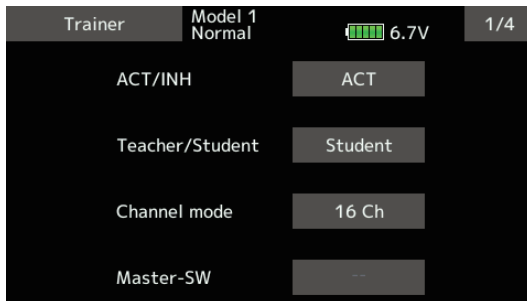 Trainer
Model 1
Normal
6.7V
1/4
ACT/INH ACT
Teacher/Student Student
Channel mode 16 Ch
Master-SW --